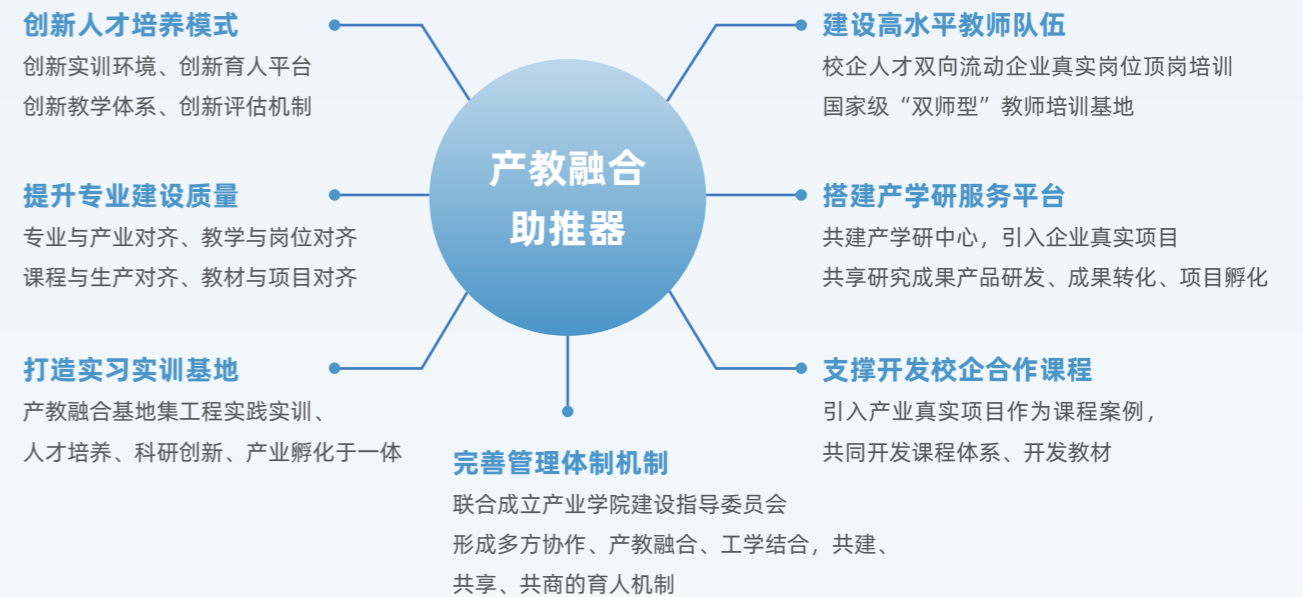 创新人才培养模式
创新实训环境、创新育人平台
创新教学体系、创新评估机制
提升专业建设质量
专业与产业对齐、教学与岗位对齐
课程与生产对齐、教材与项目对齐
打造实习实训基地
产教融合基地集工程实践实训、
人才培养、科研创新、产业孵化于一体
产教融合
助推器
完善管理体制机制
联合成立产业学院建设指导委员会
形成多方协作、产教融合、工学结合，共建、
共享、共商的育人机制
建设高水平教师队伍
校企人才双向流动企业真实岗位顶岗培训
国家级“双师型”教师培训基地
搭建产学研服务平台
共建产学研中心，引入企业真实项目
共享研究成果产品研发、成果转化、项目孵化
支撑开发校企合作课程
引入产业真实项目作为课程案例，
共同开发课程体系、开发教材